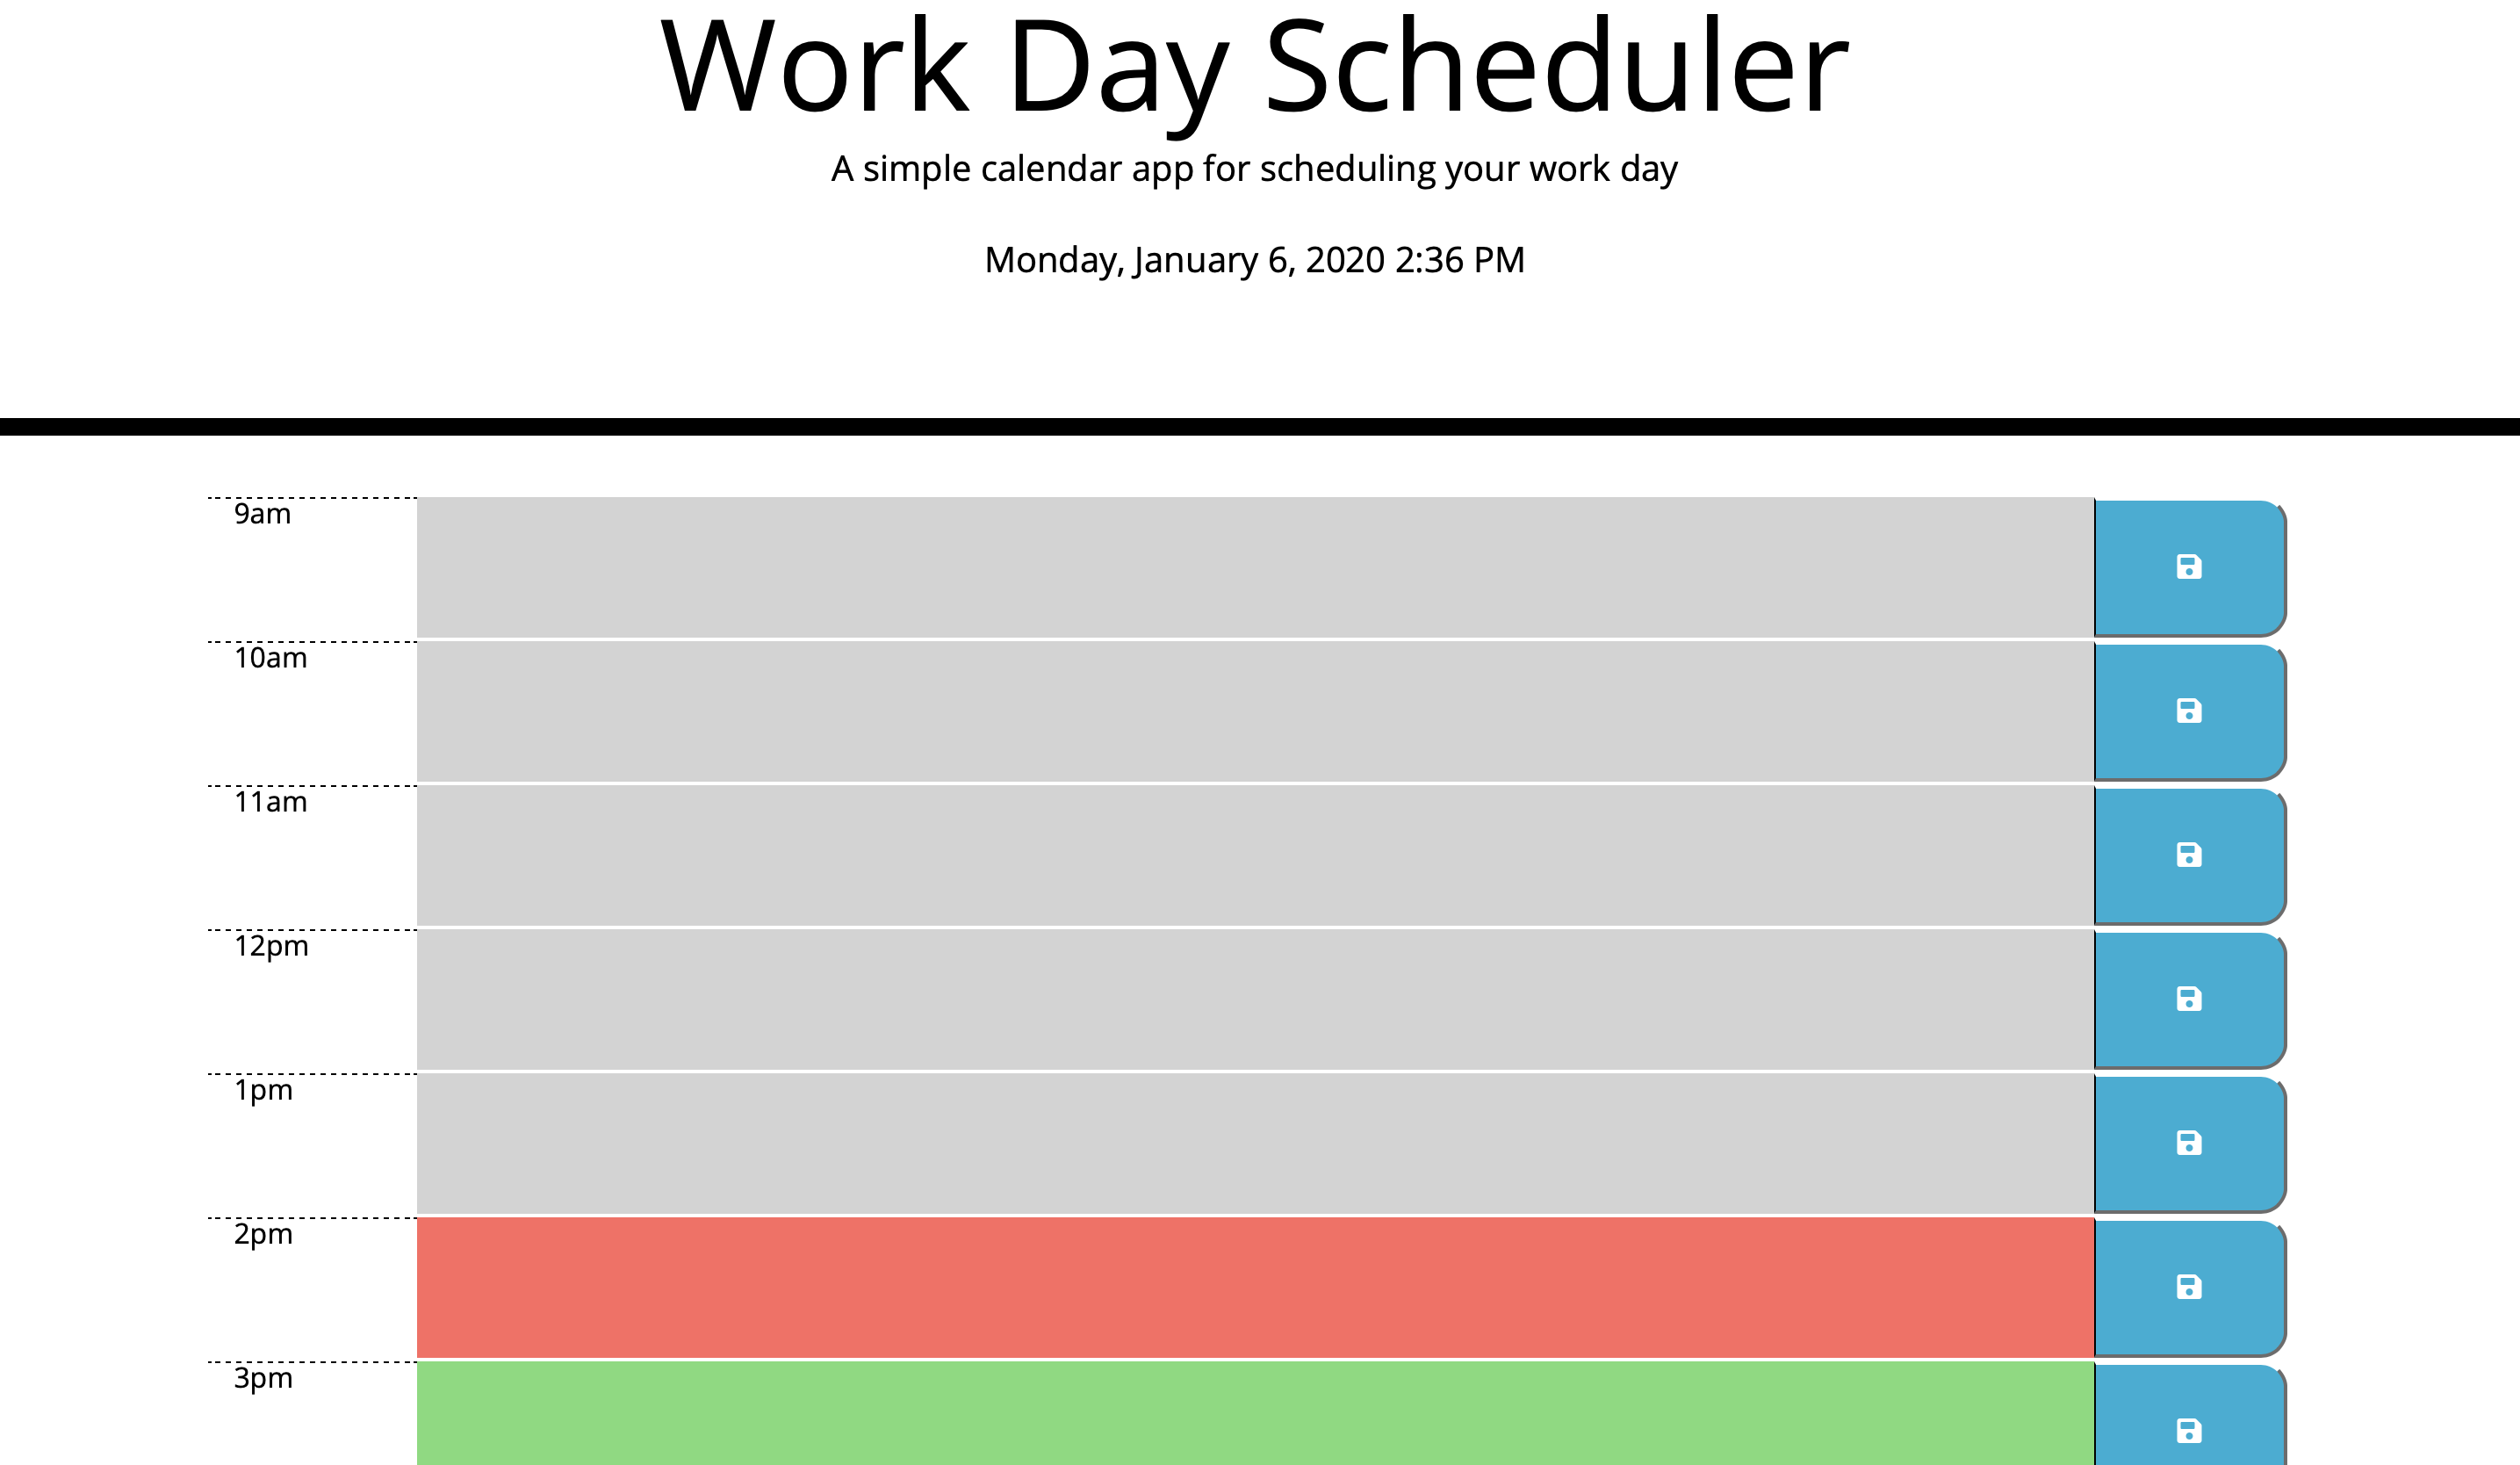 Work Day Scheduler
A simple calendar app for scheduling your work day
Monday, January 6, 2020 2:36 PM
9am
10am
11am
12pm
1pm
2pm
3pm